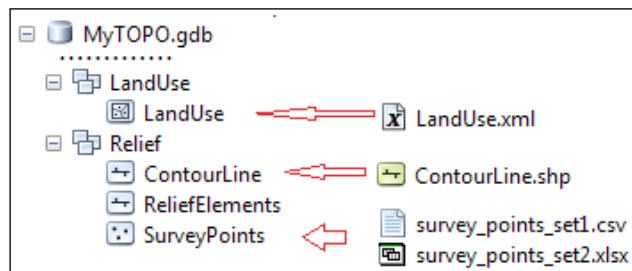 MyTOPO.gdb
.............
LandUse
LandUse LandUse.xml
Relief
ContourLine ContourLine.shp
ReliefElements
SurveyPoints survey_points_set1.csv
survey_points_set2.xlsx